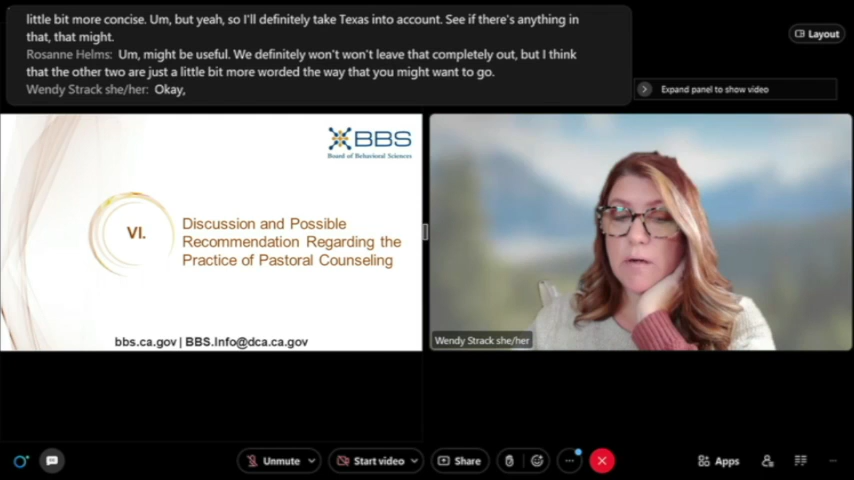 little bit more concise. Um, but yeah, so I'll definitely take Texas into account. See if there's anything in
that, that might.
Rosanne Helms: Um, might be useful. We definitely won't won't leave that completely out, but I think
that the other two are just a little bit more worded the way that you might want to go.
Wendy Strack she/her: Okay,
Layout
Expand panel to show video
BBS
Board of Behavioral Sciences
VI.
Discussion and Possible
Recommendation Regarding the
Practice of Pastoral Counseling
bbs.ca.gov | BBS.Info@dca.ca.gov
Wendy Strack she/her
Unmute
Start video
Share
Apps